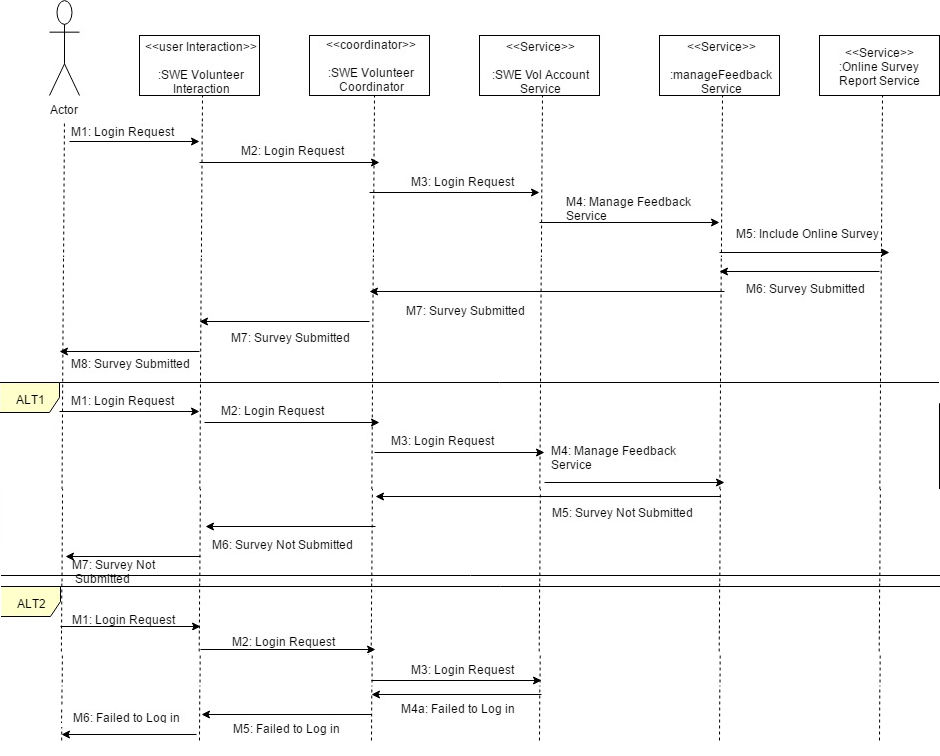 <<user Interaction>>
:SWE Volunteer
Interaction
<<coordinator>>
:SWE Volunteer
Coordinator
<<Service>>
:SWE Vol Account
Service
<<Service>>
:manageFeedback
Service
<<Service>>
:Online Survey
Report Service
Actor
M1: Login Request
M2: Login Request
M3: Login Request
M4: Manage Feedback
Service
M5: Include Online Survey
M6: Survey Submitted
M7: Survey Submitted
M7: Survey Submitted
M8: Survey Submitted
ALT1
M1: Login Request
M2: Login Request
M3: Login Request
M4: Manage Feedback
Service
M5: Survey Not Submitted
M6: Survey Not Submitted
M7: Survey Not
Submitted
ALT2
M1: Login Request
M2: Login Request
M3: Login Request
M4a: Failed to Log in
M5: Failed to Log in
M6: Failed to Log in